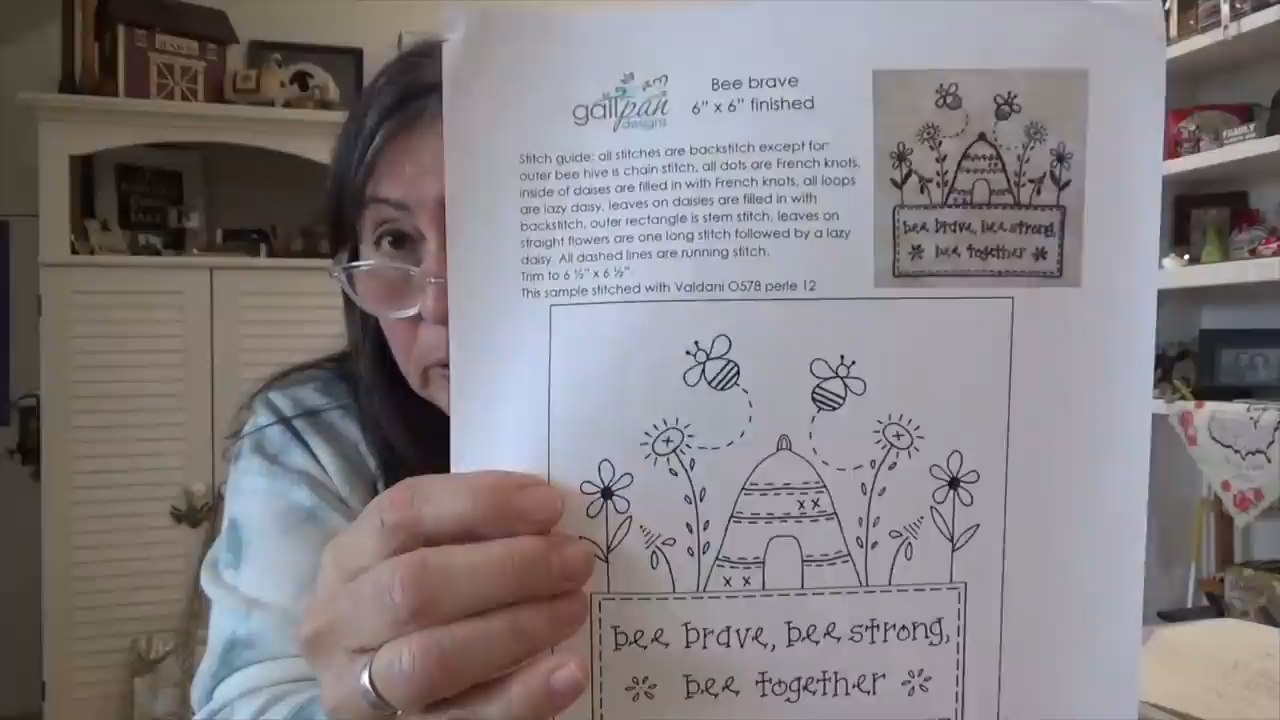 gailpan
designs
Bee brave
6" x 6" finished
Stitch guide: all stitches are backstitch except for:
outer bee hive is chain stitch, all dots are French knots,
inside of daises are filled in with French knots, all loops
are lazy daisy, leaves on daisies are filled in with
backstitch, outer rectangle is stem stitch, leaves on
straight flowers are one long stitch followed by a lazy
daisy. All dashed lines are running stitch.
Trim to 6 ½" x 6 ½"
This sample stitched with Valdani O578 perle 12
bee brave, bee strong,
bee together
bee brave, bee strong,
bee together
FAMILY